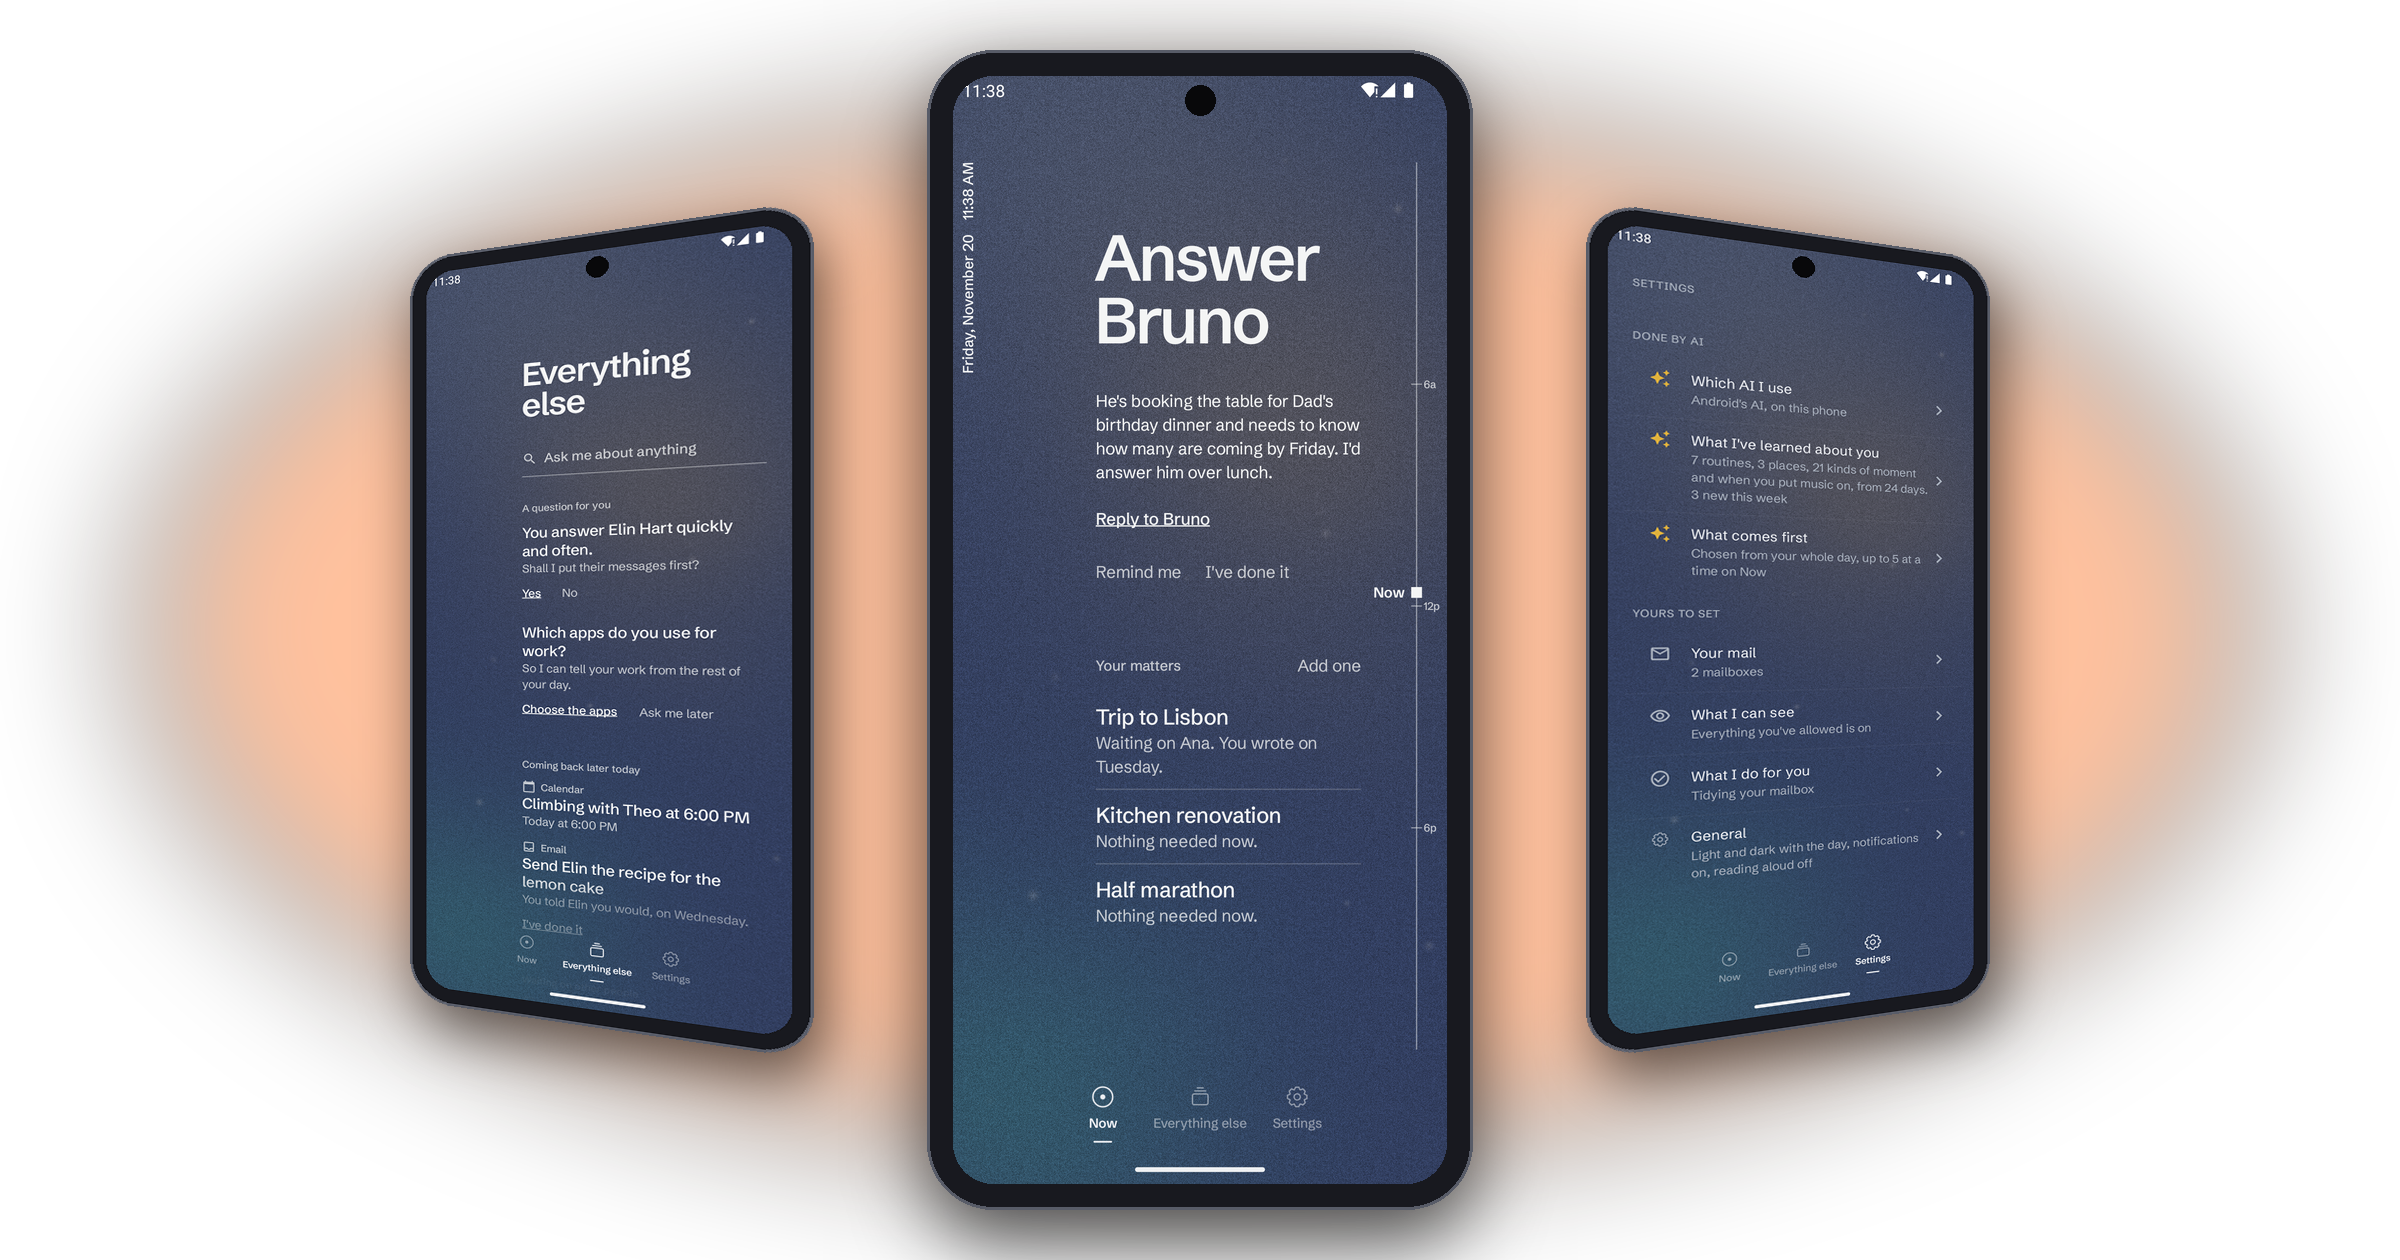 11:38
Everything
else
Ask me about anything
A question for you
You answer Elin Hart quickly
and often.
Shall I put their messages first?
Yes No
Which apps do you use for
work?
So I can tell your work from the rest of
your day.
Choose the apps Ask me later
Coming back later today
Calendar
Climbing with Theo at 6:00 PM
Today at 6:00 PM
Email
Send Elin the recipe for the
lemon cake
You told Elin you would, on Wednesday.
I've done it
Now Everything else Settings
11:38
Friday, November 20 11:38 AM
Answer
Bruno
He's booking the table for Dad's
birthday dinner and needs to know
how many are coming by Friday. I'd
answer him over lunch.
Reply to Bruno
Remind me I've done it
6a
Now
12p
6p
Your matters Add one
Trip to Lisbon
Waiting on Ana. You wrote on
Tuesday.
Kitchen renovation
Nothing needed now.
Half marathon
Nothing needed now.
Now Everything else Settings
11:38
SETTINGS
DONE BY AI
Which AI I use
Android's AI, on this phone
What I've learned about you
7 routines, 3 places, 21 kinds of moment
and when you put music on, from 24 days.
3 new this week
What comes first
Chosen from your whole day, up to 5 at a
time on Now
YOURS TO SET
Your mail
2 mailboxes
What I can see
Everything you've allowed is on
What I do for you
Tidying your mailbox
General
Light and dark with the day, notifications
on, reading aloud off
Now Everything else Settings